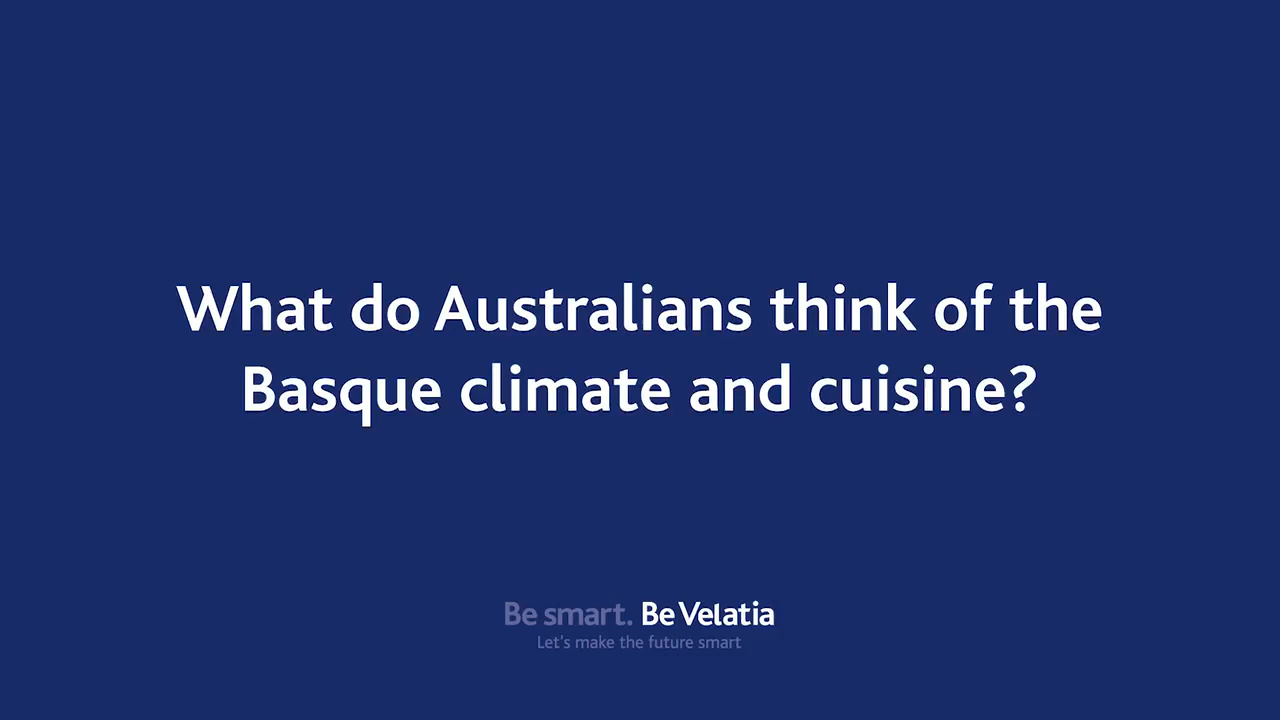 What do Australians think of the
Basque climate and cuisine?
Be smart. Be Velatia
Let's make the future smart